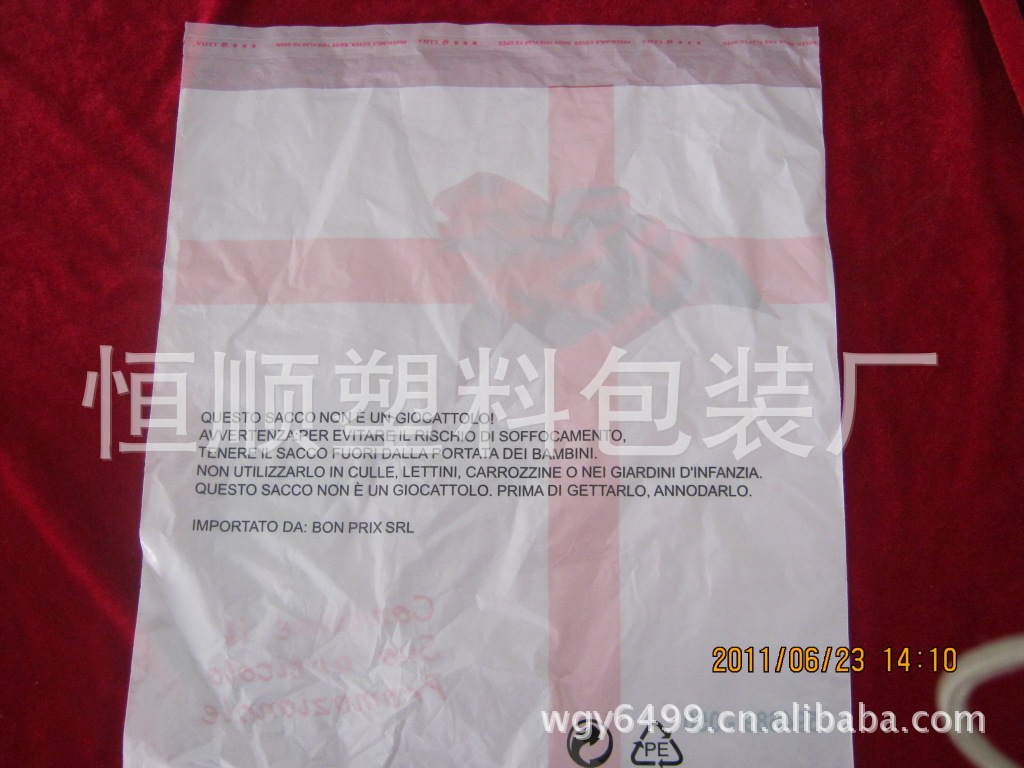 恒顺塑料包装厂
QUESTO SACCO NON È UN GIOCATTOLO!
AVVERTENZA:PER EVITARE IL RISCHIO DI SOFFOCAMENTO,
TENERE IL SACCO FUORI DALLA PORTATA DEI BAMBINI.
NON UTILIZZARLO IN CULLE, LETTINI, CARROZZINE O NEI GIARDINI D'INFANZIA.
QUESTO SACCO NON È UN GIOCATTOLO. PRIMA DI GETTARLO, ANNODARLO.
IMPORTATO DA: BON PRIX SRL
2011/06/23 14:10
wgy6499.cn.alibaba.com
PE